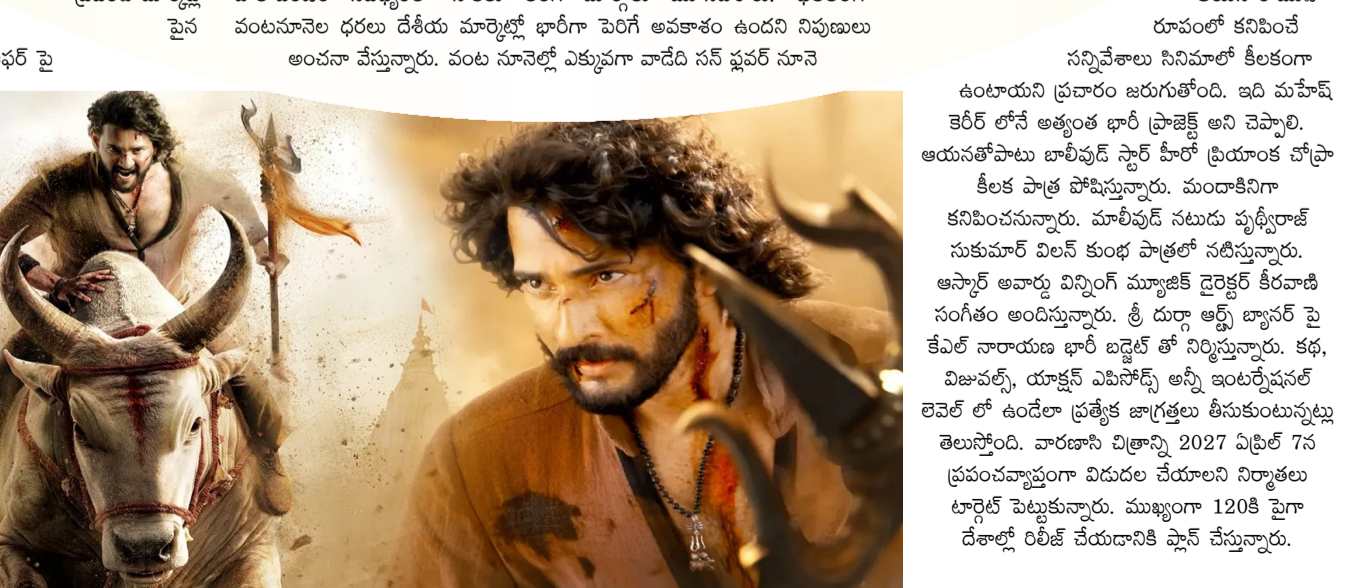 పైన
ఫర్ పై
వంటనూనెల ధరలు దేశీయ మార్కెట్లో భారీగా పెరిగే అవకాశం ఉందని నిపుణులు
అంచనా వేస్తున్నారు. వంట నూనెల్లో ఎక్కువగా వాడేది సన్ ఫ్లవర్ నూనె
రూపంలో కనిపించే
సన్నివేశాలు సినిమాలో కీలకంగా
ఉంటాయని ప్రచారం జరుగుతోంది. ఇది మహేష్
కెరీర్ లోనే అత్యంత భారీ ప్రాజెక్ట్ అని చెప్పాలి.
ఆయనతోపాటు బాలీవుడ్ స్టార్ హీరో ప్రియాంక చోప్రా
కీలక పాత్ర పోషిస్తున్నారు. మందాకినిగా
కనిపించనున్నారు. మాలీవుడ్ నటుడు పృథ్వీరాజ్
సుకుమార్ విలన్ కుంభ పాత్రలో నటిస్తున్నారు.
ఆస్కార్ అవార్డు విన్నింగ్ మ్యూజిక్ డైరెక్టర్ కీరవాణి
సంగీతం అందిస్తున్నారు. శ్రీ దుర్గా ఆర్ట్స్ బ్యానర్ పై
కేఎల్ నారాయణ భారీ బడ్జెట్ తో నిర్మిస్తున్నారు. కథ,
విజువల్స్, యాక్షన్ ఎపిసోడ్స్ అన్నీ ఇంటర్నేషనల్
లెవెల్ లో ఉండేలా ప్రత్యేక జాగ్రత్తలు తీసుకుంటున్నట్లు
తెలుస్తోంది. వారణాసి చిత్రాన్ని 2027 ఏప్రిల్ 7న
ప్రపంచవ్యాప్తంగా విడుదల చేయాలని నిర్మాతలు
టార్గెట్ పెట్టుకున్నారు. ముఖ్యంగా 120కి పైగా
దేశాల్లో రిలీజ్ చేయడానికి ప్లాన్ చేస్తున్నారు.